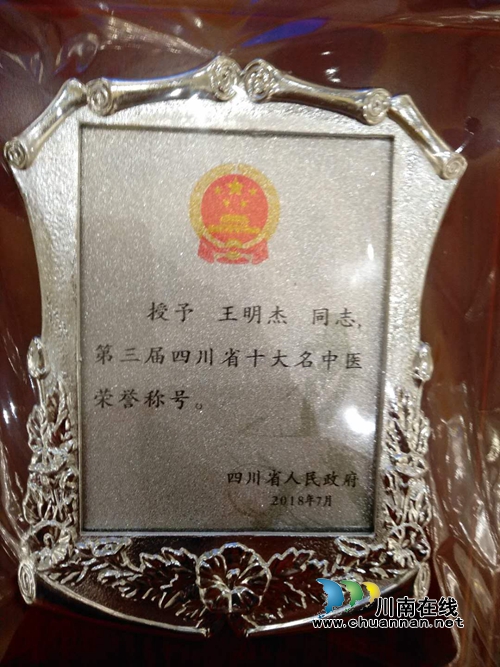 授予 王明杰 同志,
第三届四川省十大名中医
荣誉称号。
四川省人民政府
2018年7月
川南在线
www.chuannan.net